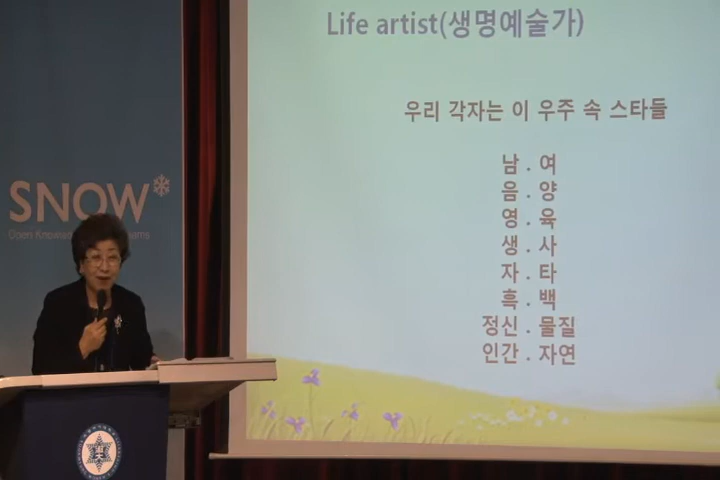 Life artist(생명예술가)
우리 각자는 이 우주 속 스타들
남 . 여
음 . 양
영 . 육
생 . 사
자 . 타
흑 . 백
정신 . 물질
인간 . 자연
SNOW
Open